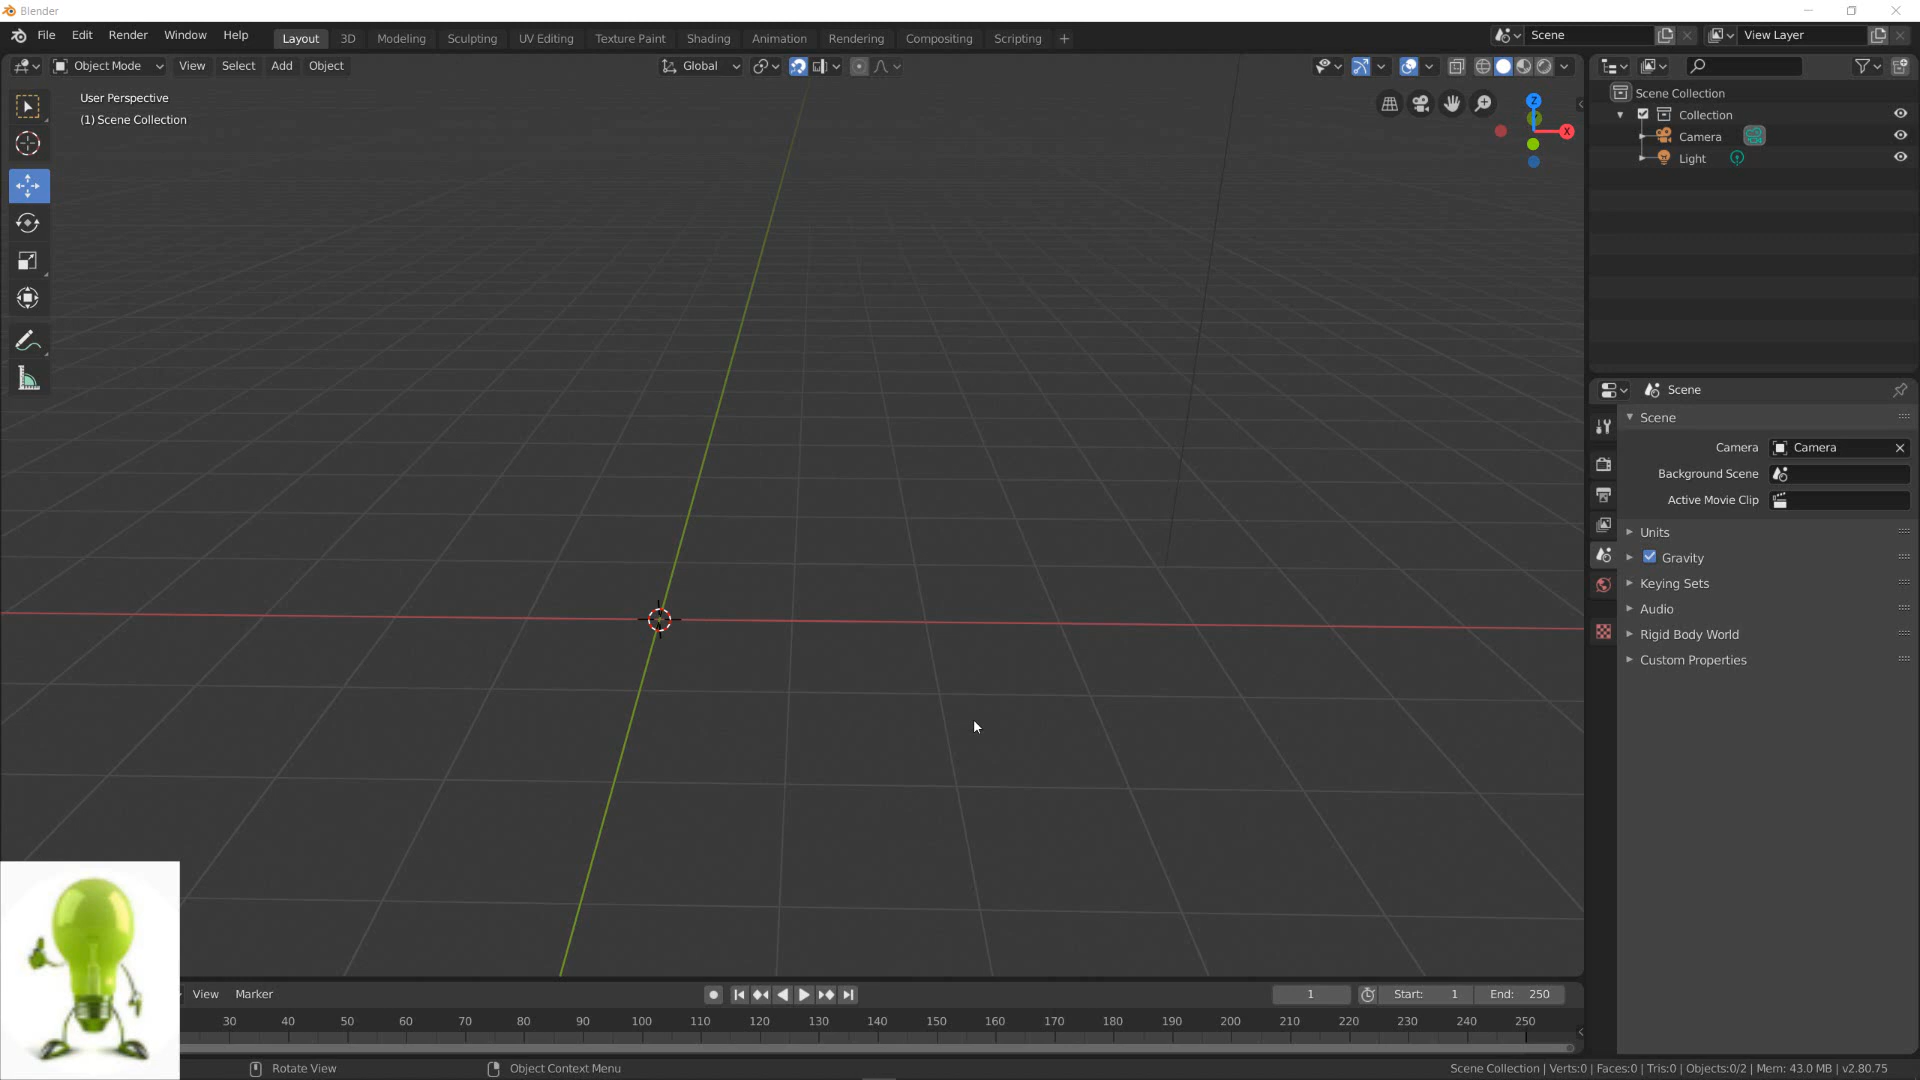 Blender
File Edit Render Window Help Layout 3D Modeling Sculpting UV Editing Texture Paint Shading Animation Rendering Compositing Scripting + Scene View Layer
Object Mode View Select Add Object Global
User Perspective
(1) Scene Collection
Z
X
Scene Collection
Collection
Camera
Light
Scene
Scene
Camera Camera
Background Scene
Active Movie Clip
Units
Gravity
Keying Sets
Audio
Rigid Body World
Custom Properties
View Marker 1 Start: 1 End: 250
30 40 50 60 70 80 90 100 110 120 130 140 150 160 170 180 190 200 210 220 230 240 250
Rotate View Object Context Menu Scene Collection | Verts:0 | Faces:0 | Tris:0 | Objects:0/2 | Mem: 43.0 MB | v2.80.75